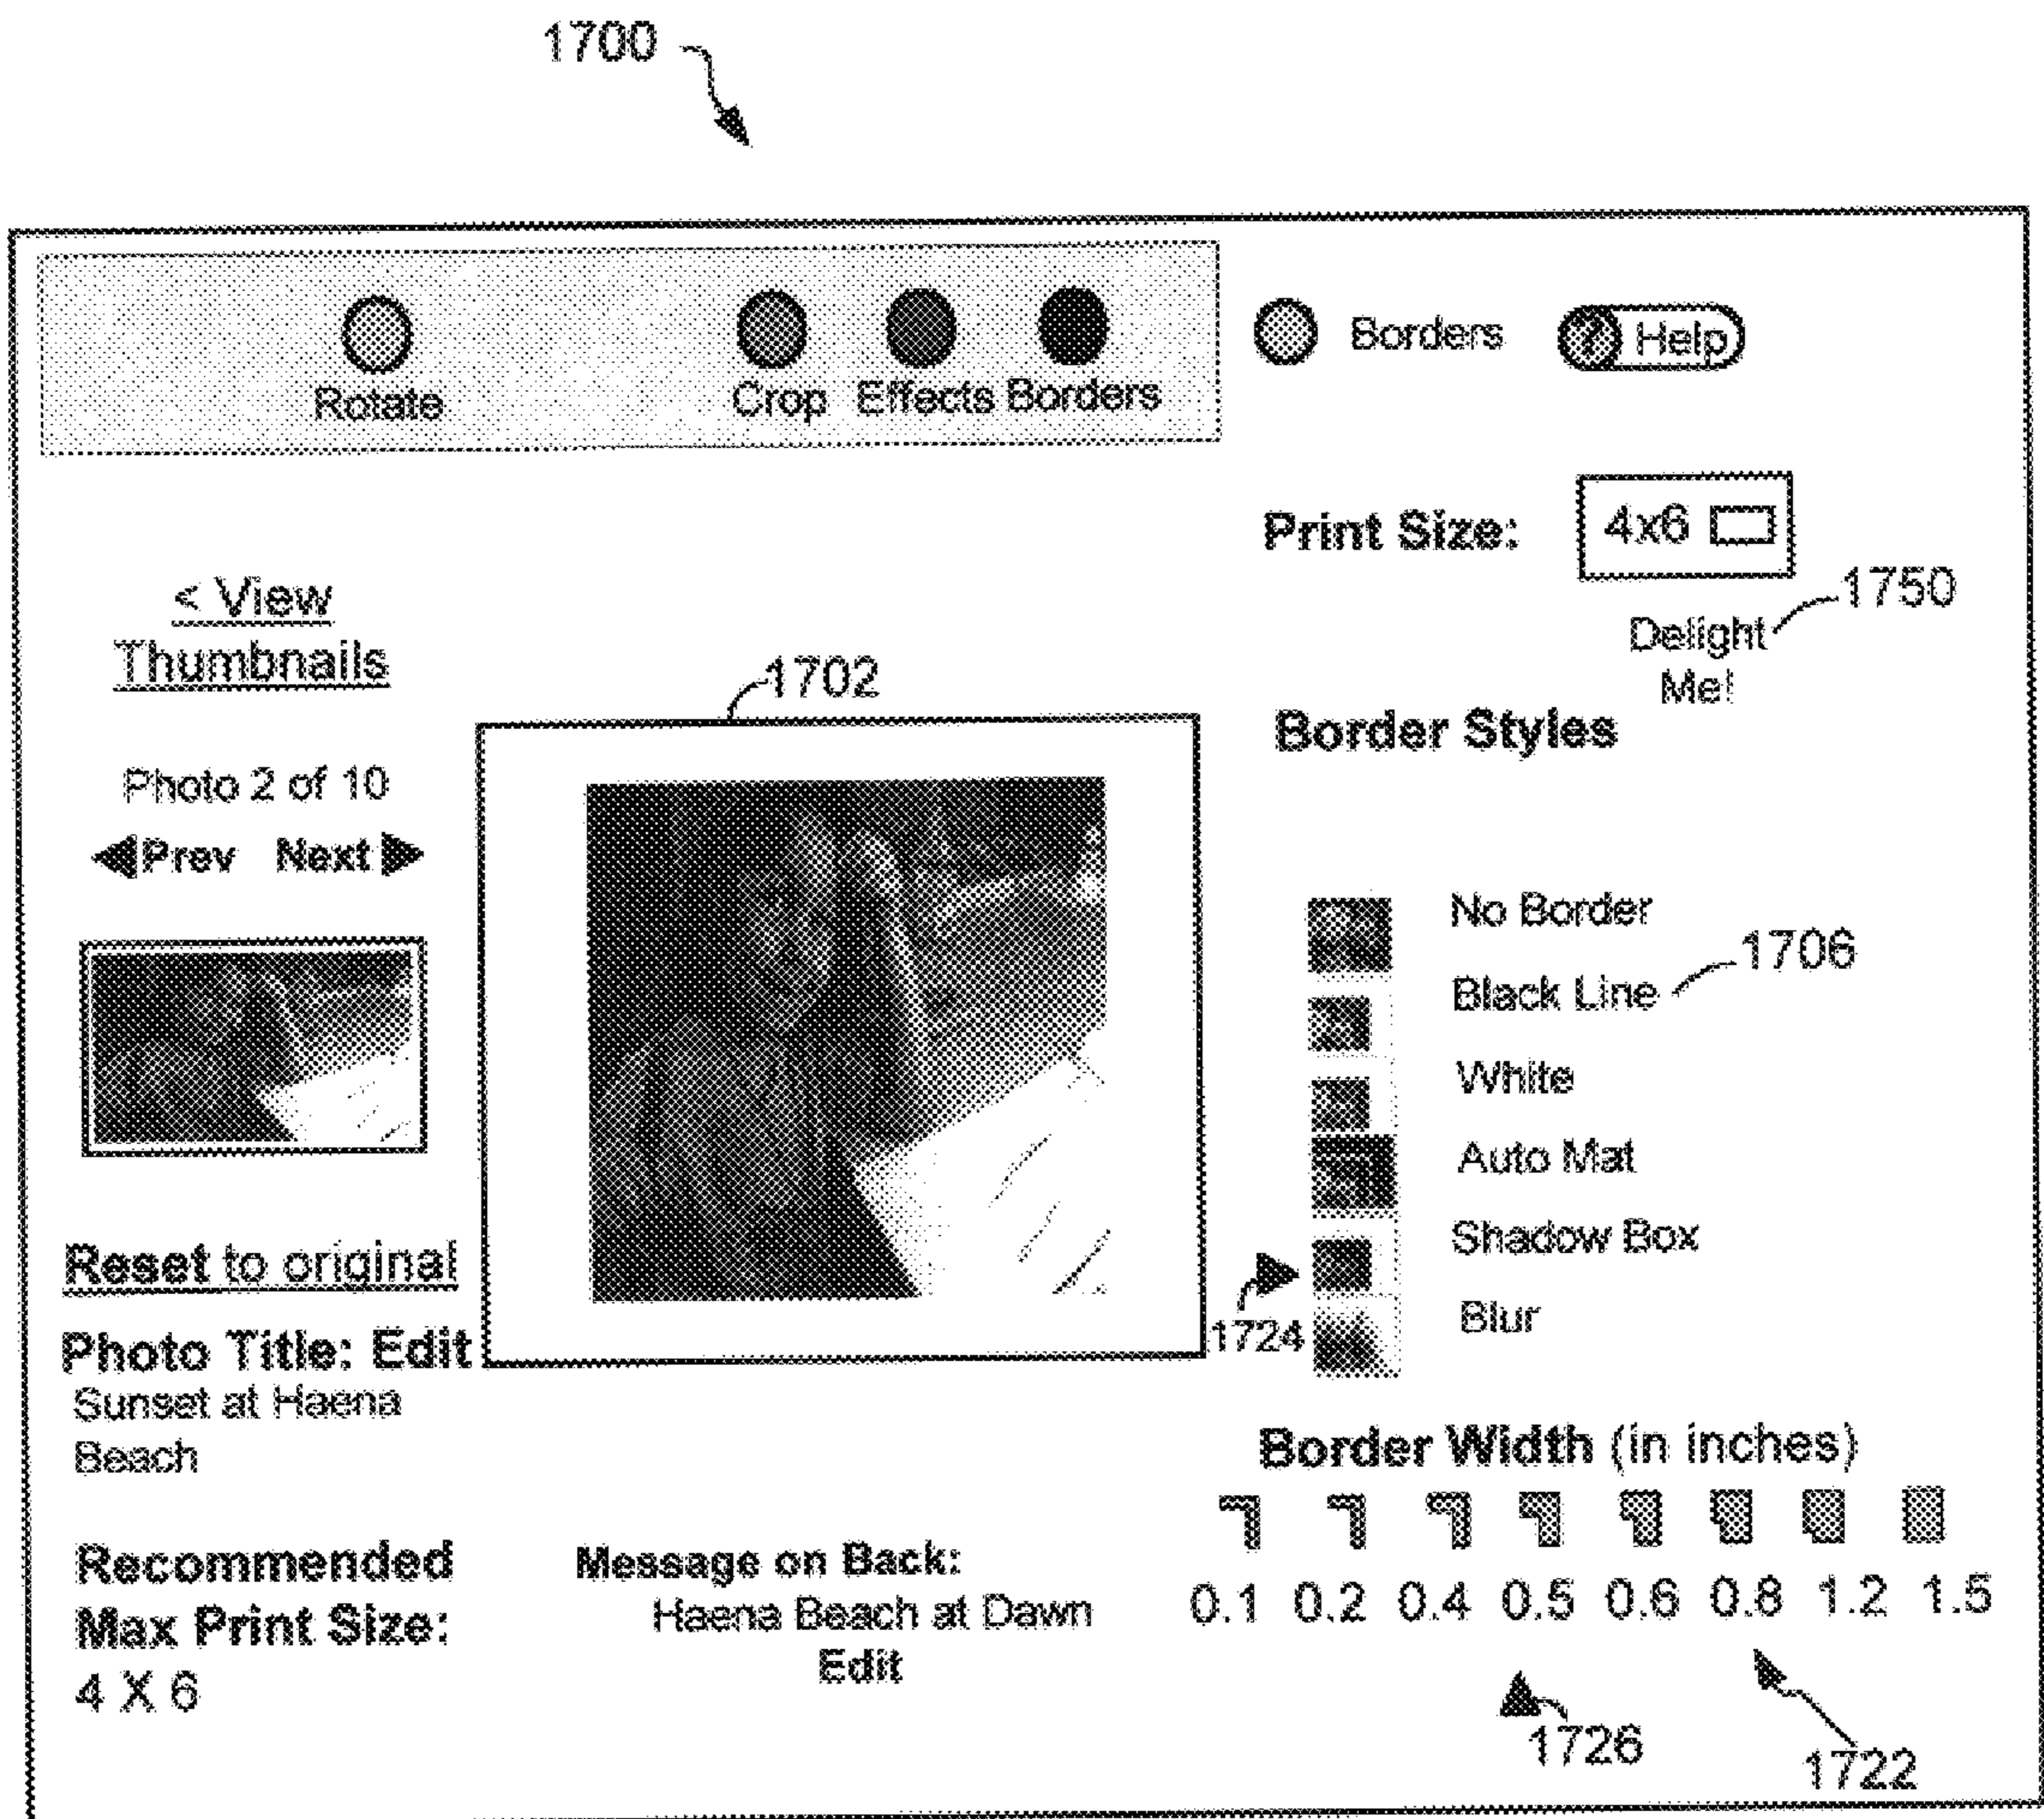 1700
Rotate
Crop Effects Borders
Borders
? Help
Print Size: 4x6
1750
Delight
Me!
< View
Thumbnails
Photo 2 of 10
Prev Next
1702
Border Styles
No Border
1706
Black Line
White
Auto Mat
Shadow Box
Blur
1724
Reset to original
Photo Title: Edit
Sunset at Haena
Beach
Recommended
Max Print Size:
4 X 6
Message on Back:
Haena Beach at Dawn
Edit
Border Width (in inches)
0.1 0.2 0.4 0.5 0.6 0.8 1.2 1.5
1726
1722